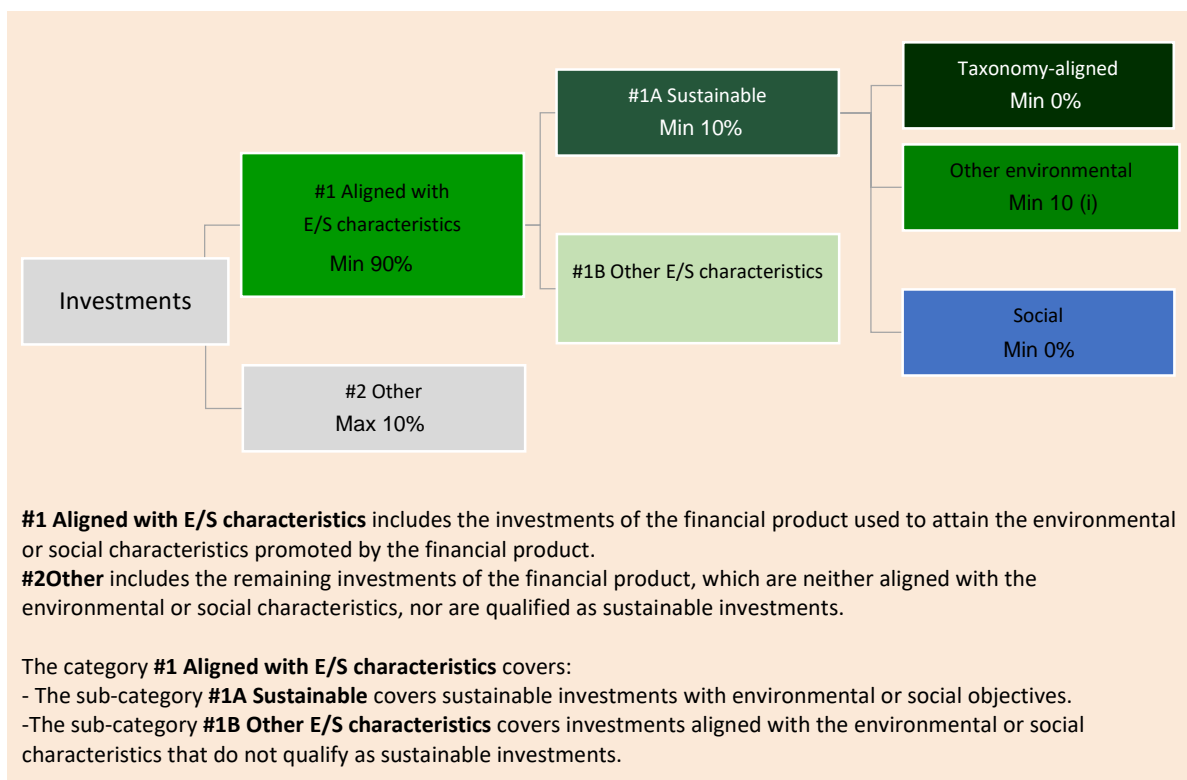 Investments
#1 Aligned with
E/S characteristics
Min 90%
#2 Other
Max 10%
#1A Sustainable
Min 10%
#1B Other E/S characteristics
Taxonomy-aligned
Min 0%
Other environmental
Min 10 (i)
Social
Min 0%
#1 Aligned with E/S characteristics includes the investments of the financial product used to attain the environmental
or social characteristics promoted by the financial product.
#2Other includes the remaining investments of the financial product, which are neither aligned with the
environmental or social characteristics, nor are qualified as sustainable investments.
The category #1 Aligned with E/S characteristics covers:
- The sub-category #1A Sustainable covers sustainable investments with environmental or social objectives.
-The sub-category #1B Other E/S characteristics covers investments aligned with the environmental or social
characteristics that do not qualify as sustainable investments.